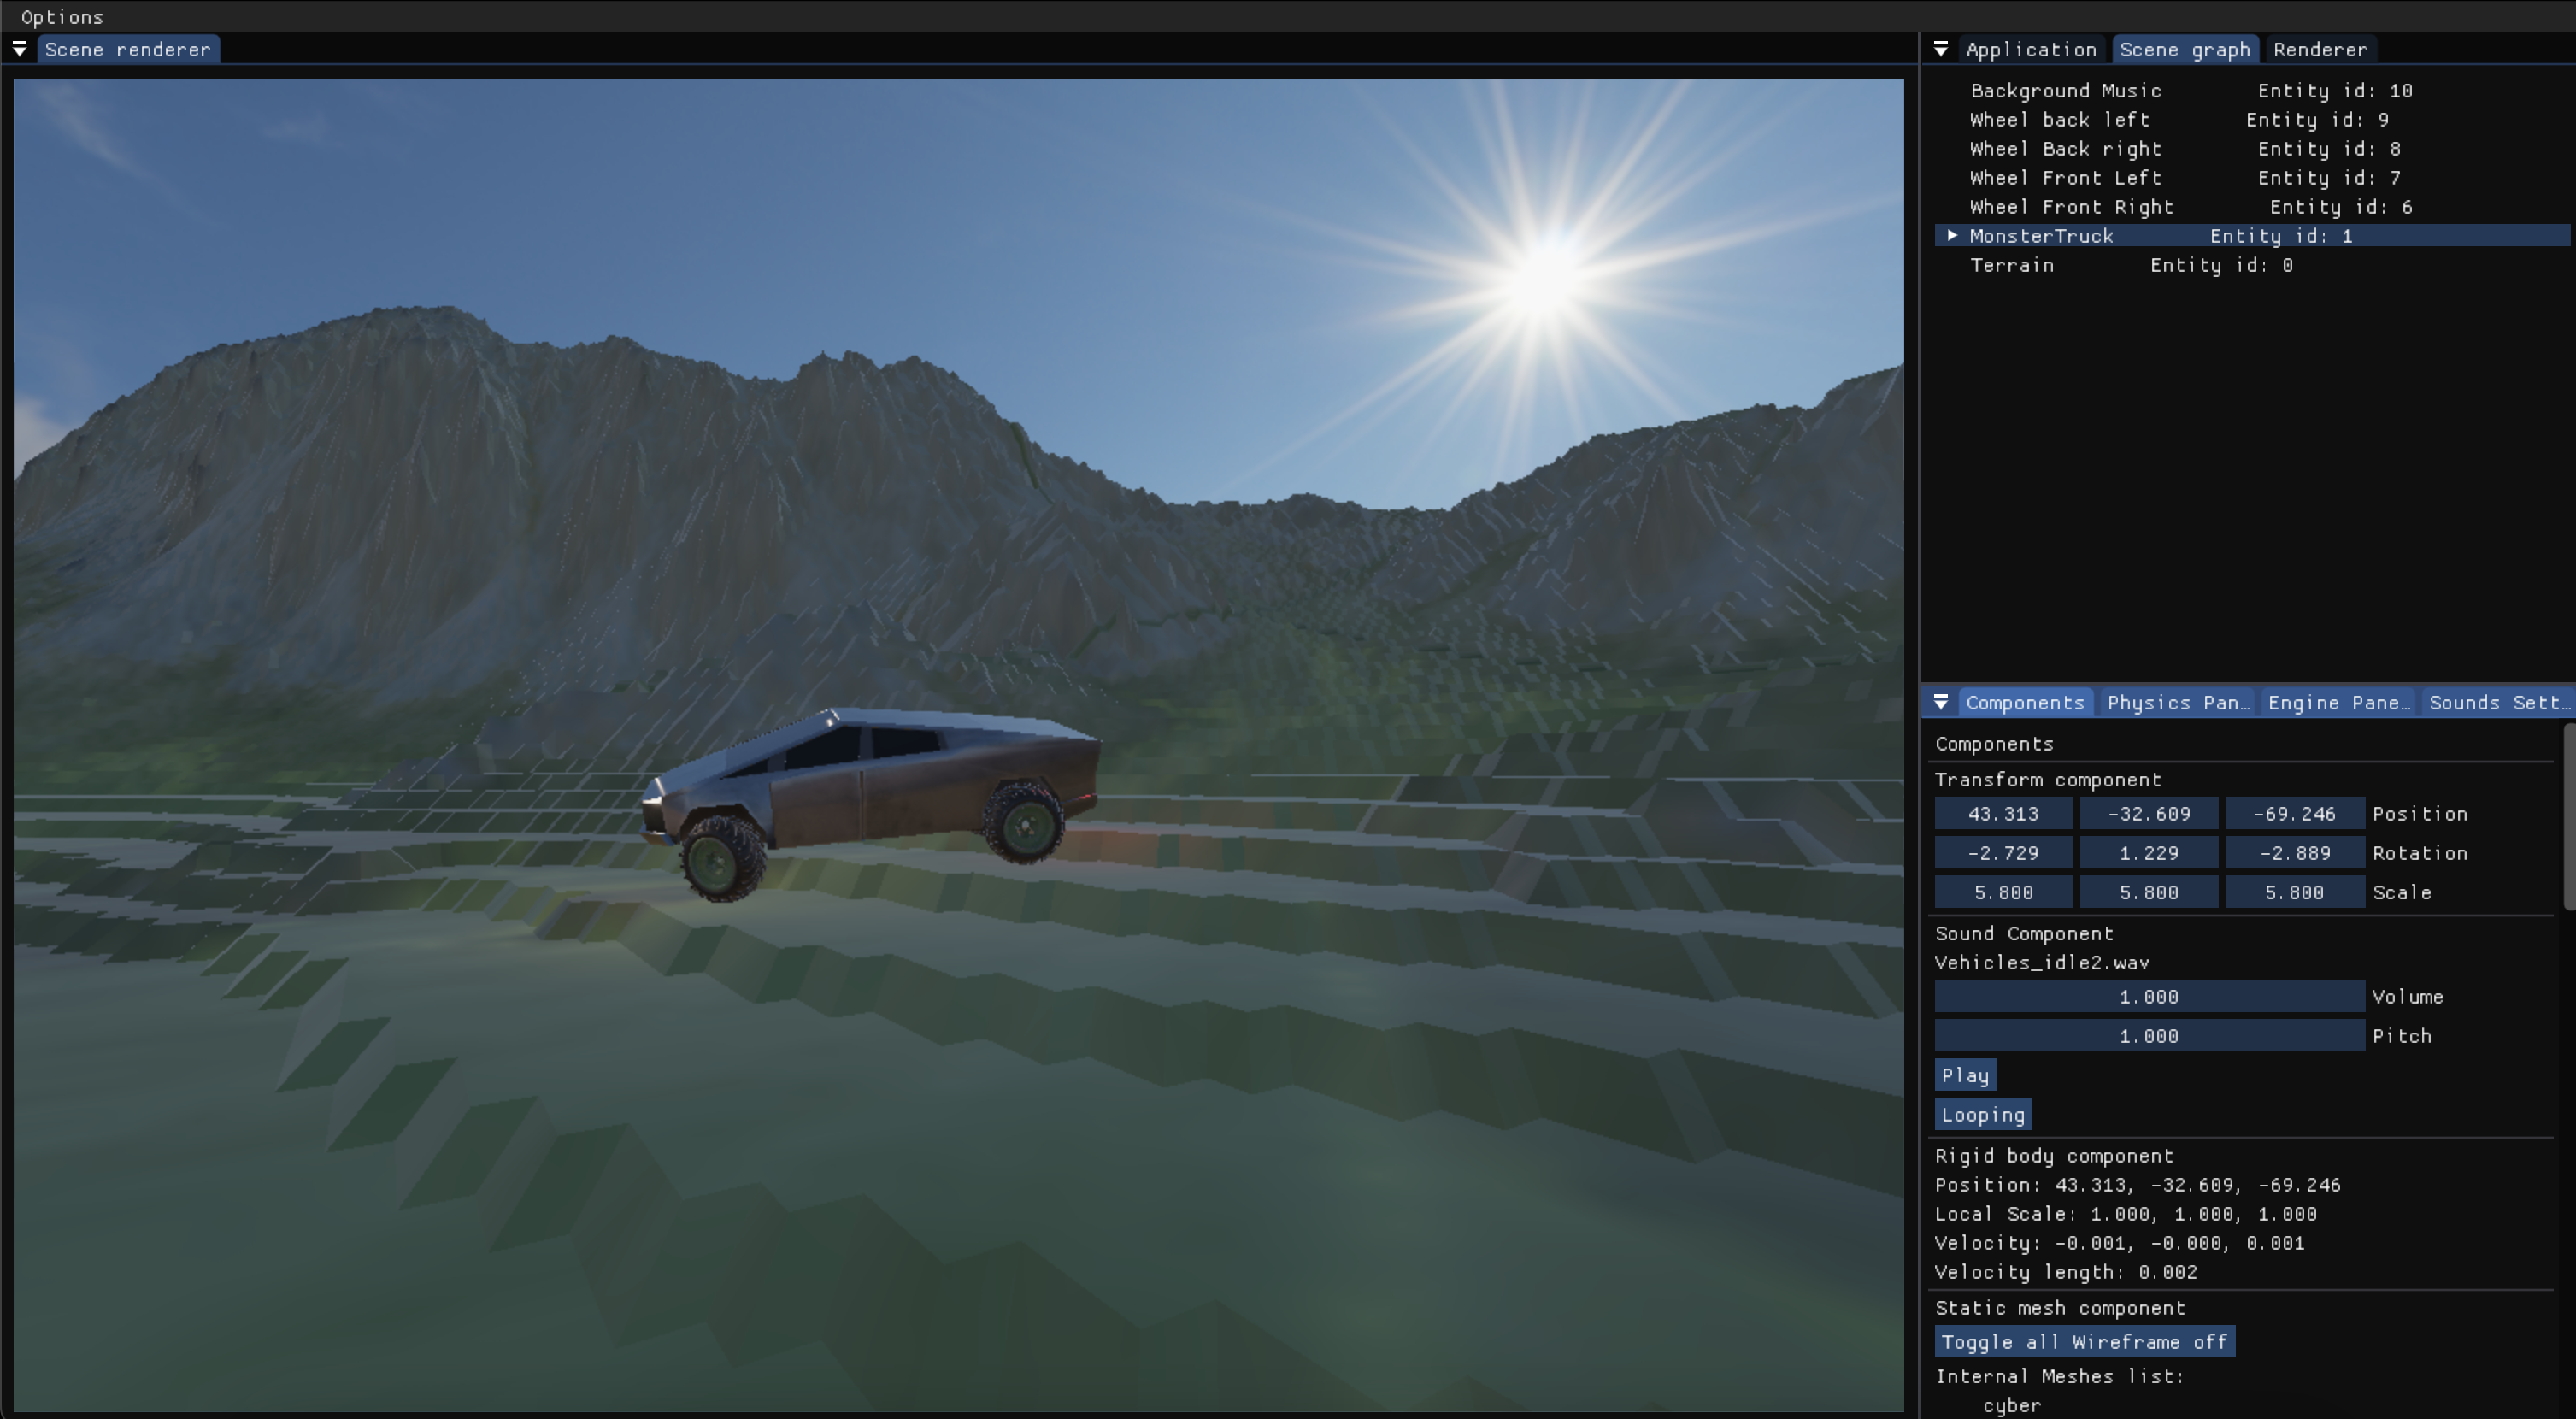 Options
Scene renderer
Application Scene graph Renderer
Background Music Entity id: 10
Wheel back left Entity id: 9
Wheel Back right Entity id: 8
Wheel Front Left Entity id: 7
Wheel Front Right Entity id: 6
MonsterTruck Entity id: 1
Terrain Entity id: 0
Components Physics Pan… Engine Pane… Sounds Sett…
Components
Transform component
43.313 -32.609 -69.246 Position
-2.729 1.229 -2.889 Rotation
5.800 5.800 5.800 Scale
Sound Component
Vehicles_idle2.wav
1.000 Volume
1.000 Pitch
Play
Looping
Rigid body component
Position: 43.313, -32.609, -69.246
Local Scale: 1.000, 1.000, 1.000
Velocity: -0.001, -0.000, 0.001
Velocity length: 0.002
Static mesh component
Toggle all Wireframe off
Internal Meshes list:
cyber